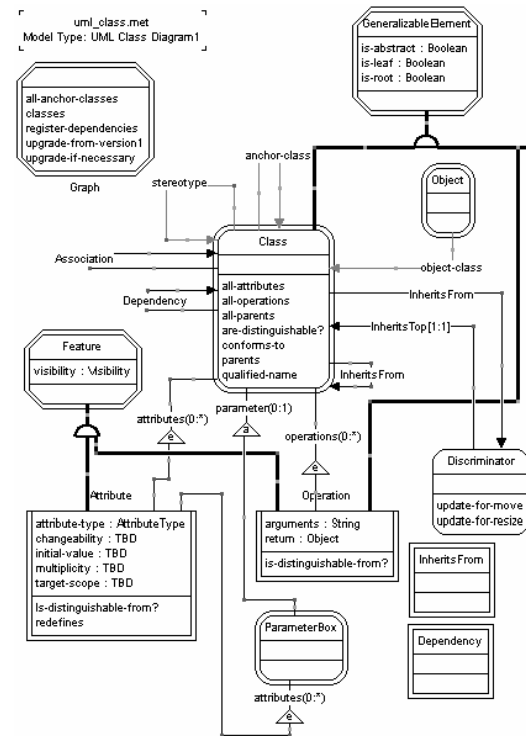 uml_class.met
Model Type: UML Class Diagram1
GeneralizableElement
is-abstract : Boolean
is-leaf : Boolean
is-root : Boolean
all-anchor-classes
classes
register-dependencies
upgrade-from-version1
upgrade-if-necessary
Graph
anchor-class
stereotype
Object
Class
Association
object-class
all-attributes
all-operations
all-parents
are-distinguishable?
conforms-to
parents
qualified-name
Dependency
InheritsFrom
InheritsTop[1:1]
Feature
visibility : Visibility
InheritsFrom
attributes(0:*)
parameter(0:1)
operations(0:*)
e
a
e
Discriminator
update-for-move
update-for-resize
Attribute
attribute-type : AttributeType
changeability : TBD
initial-value : TBD
multiplicity : TBD
target-scope : TBD
Is-distinguishable-from?
redefines
Operation
arguments : String
return : Object
is-distinguishable-from?
InheritsFrom
ParameterBox
Dependency
attributes(0:*)
e